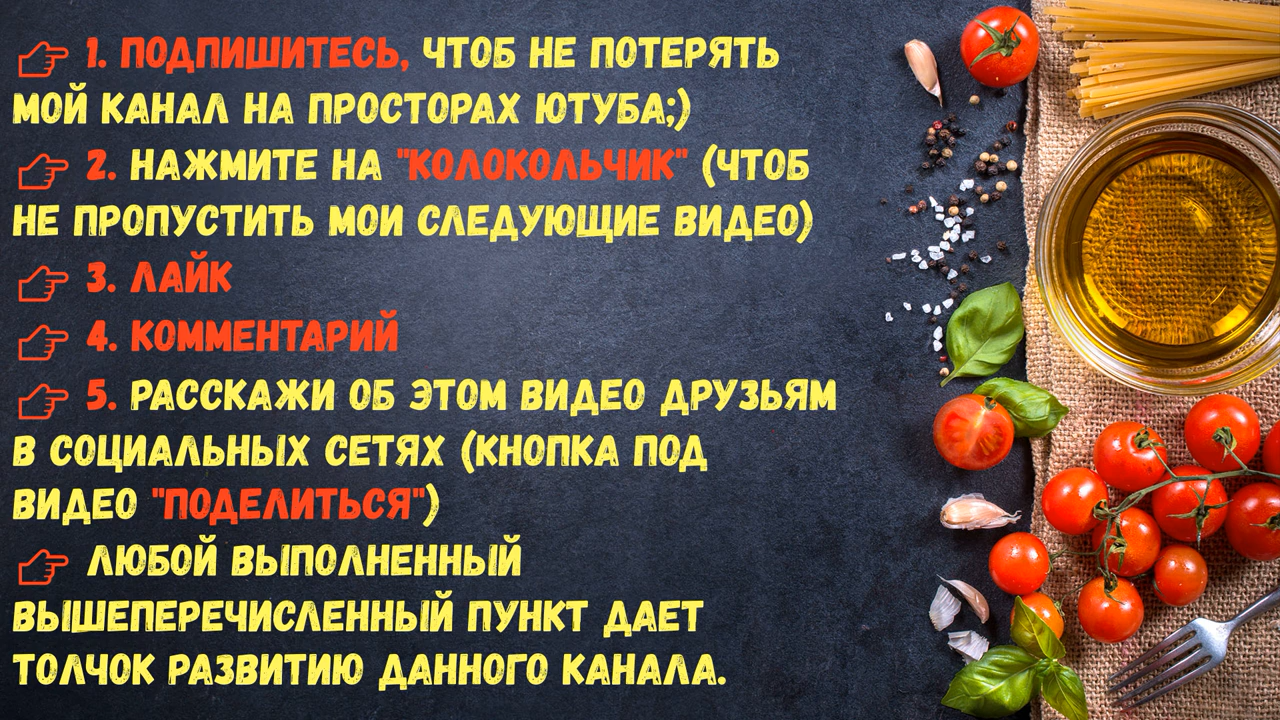 👉 1. ПОДПИШИТЕСЬ, ЧТОБ НЕ ПОТЕРЯТЬ
МОЙ КАНАЛ НА ПРОСТОРАХ ЮТУБА;)
👉 2. НАЖМИТЕ НА "КОЛОКОЛЬЧИК" (ЧТОБ
НЕ ПРОПУСТИТЬ МОИ СЛЕДУЮЩИЕ ВИДЕО)
👉 3. ЛАЙК
👉 4. КОММЕНТАРИЙ
👉 5. РАССКАЖИ ОБ ЭТОМ ВИДЕО ДРУЗЬЯМ
В СОЦИАЛЬНЫХ СЕТЯХ (КНОПКА ПОД
ВИДЕО "ПОДЕЛИТЬСЯ")
👉 ЛЮБОЙ ВЫПОЛНЕННЫЙ
ВЫШЕПЕРЕЧИСЛЕННЫЙ ПУНКТ ДАЕТ
ТОЛЧОК РАЗВИТИЮ ДАННОГО КАНАЛА.